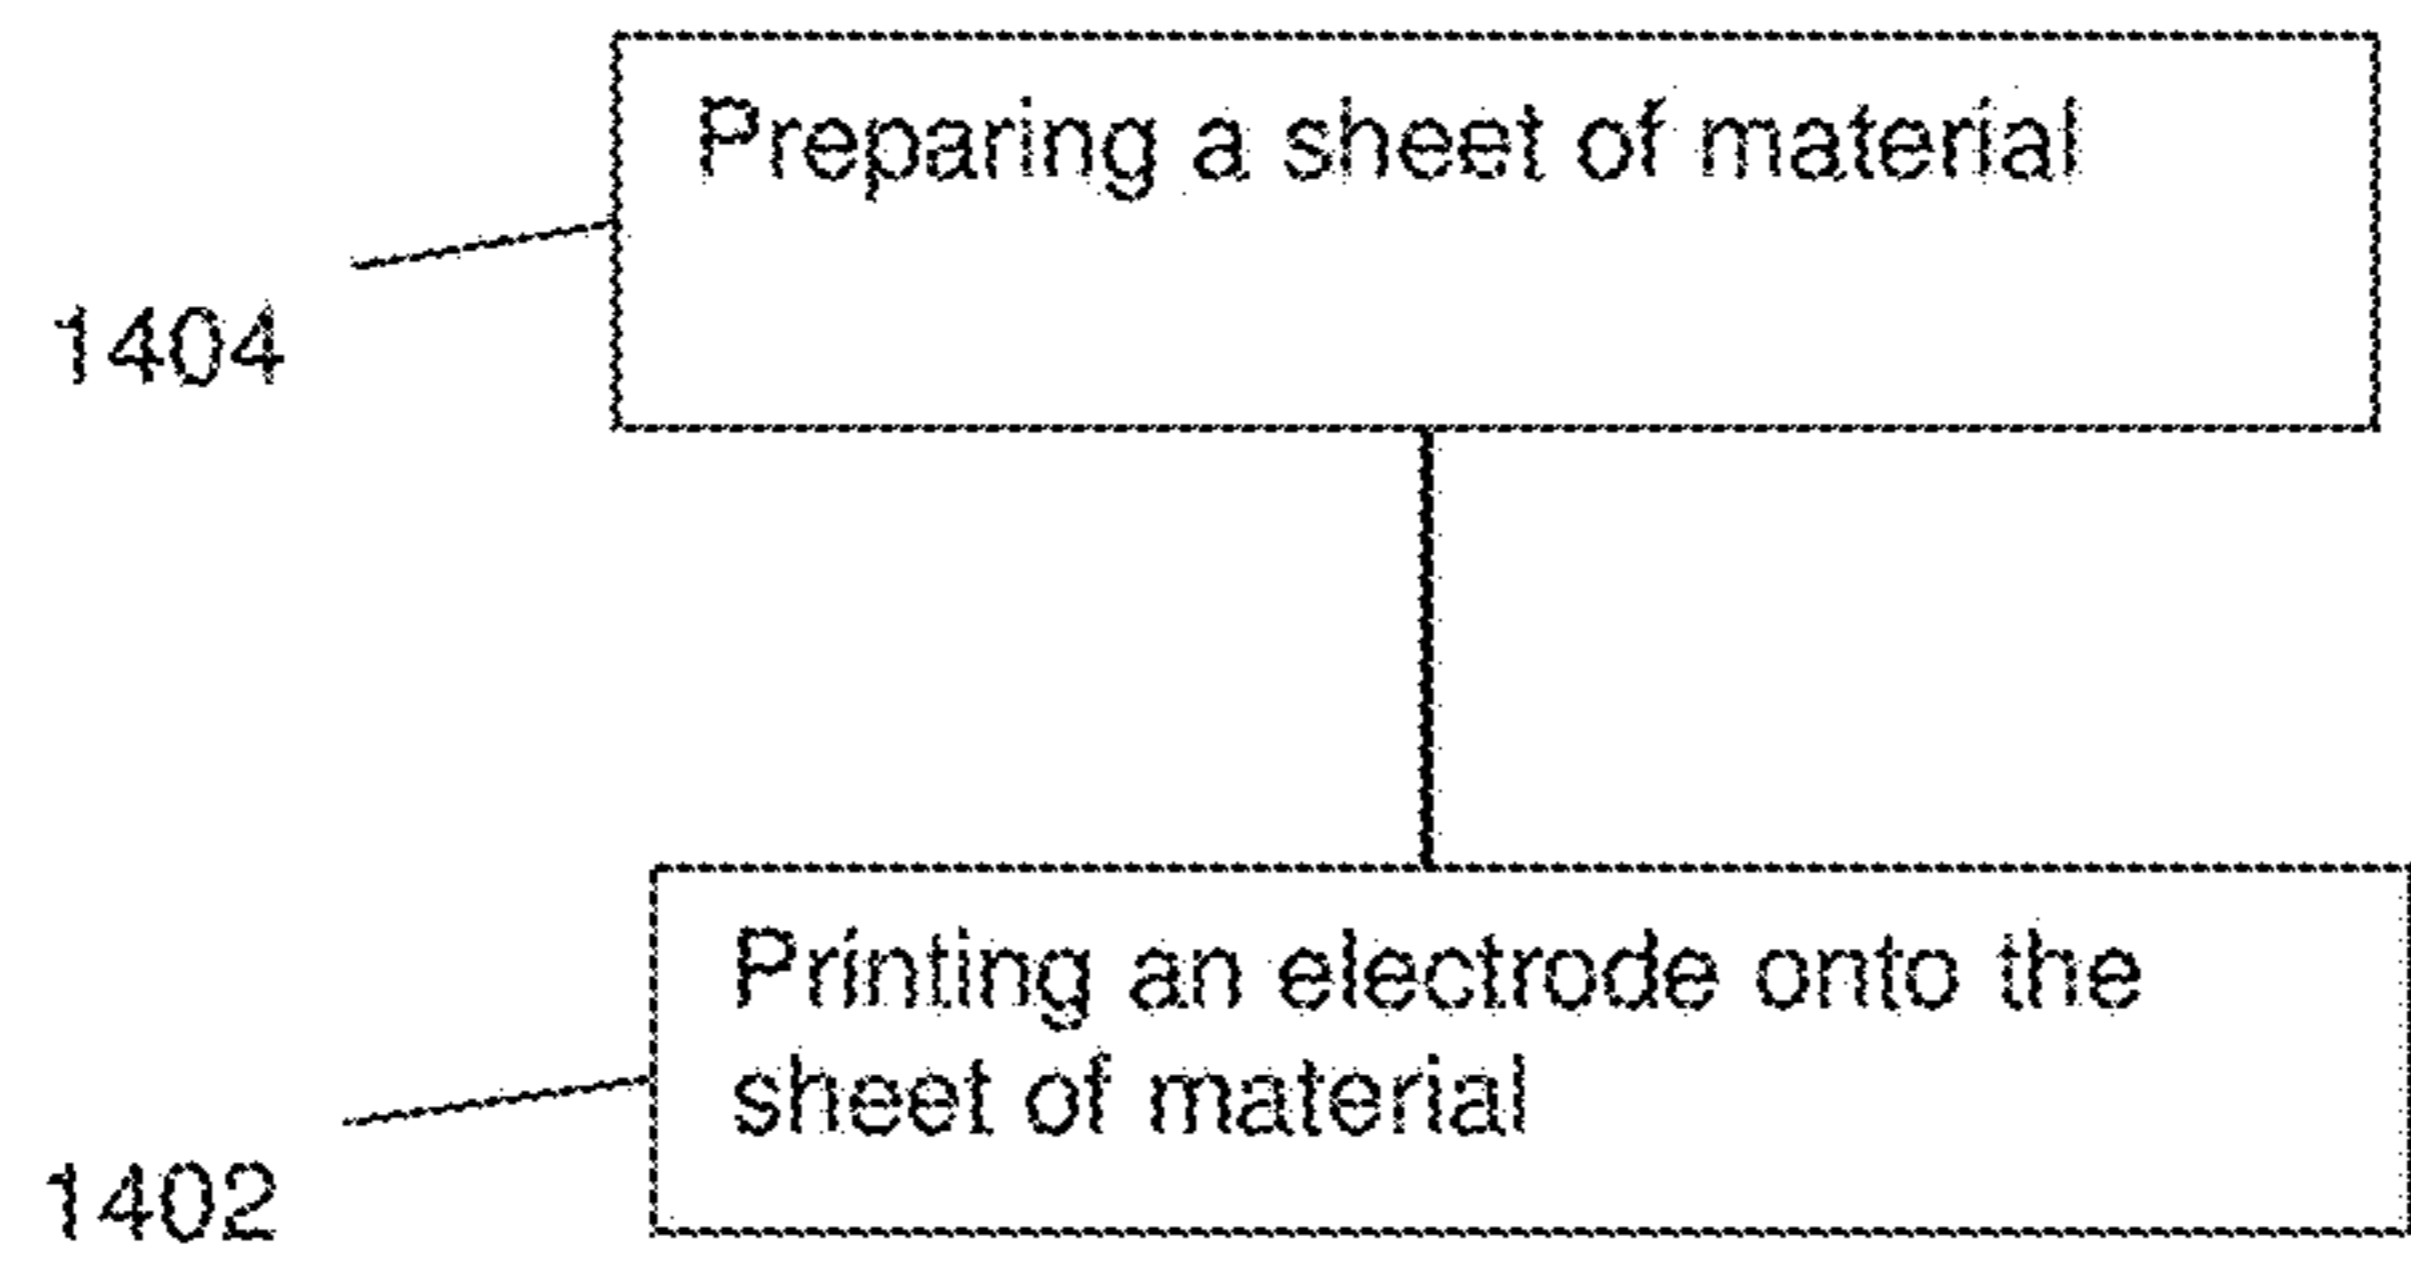 Preparing a sheet of material
1404
Printing an electrode onto the
sheet of material
1402